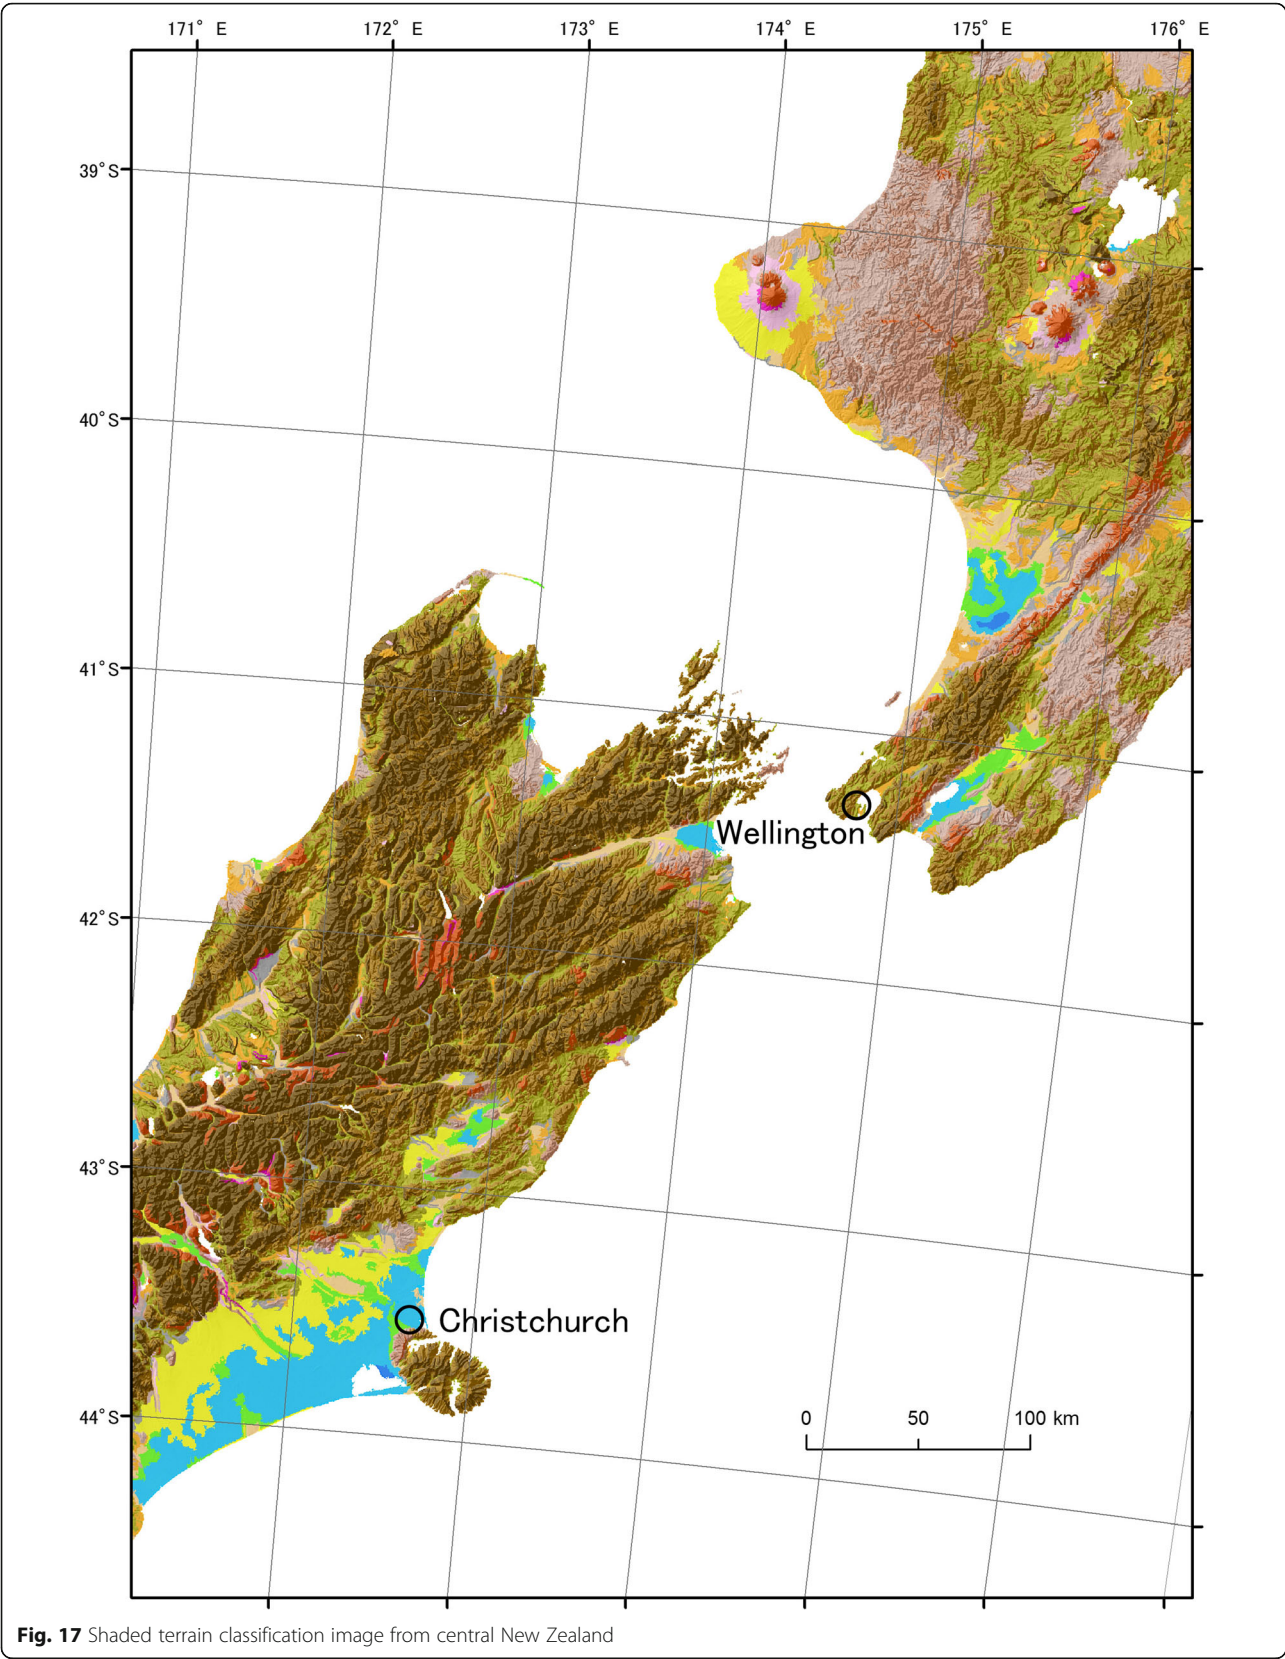 171° E 172° E 173° E 174° E 175° E 176° E
39°S
40°S
41°S
Wellington
42°S
43°S
Christchurch
44°S
0 50 100 km
Fig. 17 Shaded terrain classification image from central New Zealand